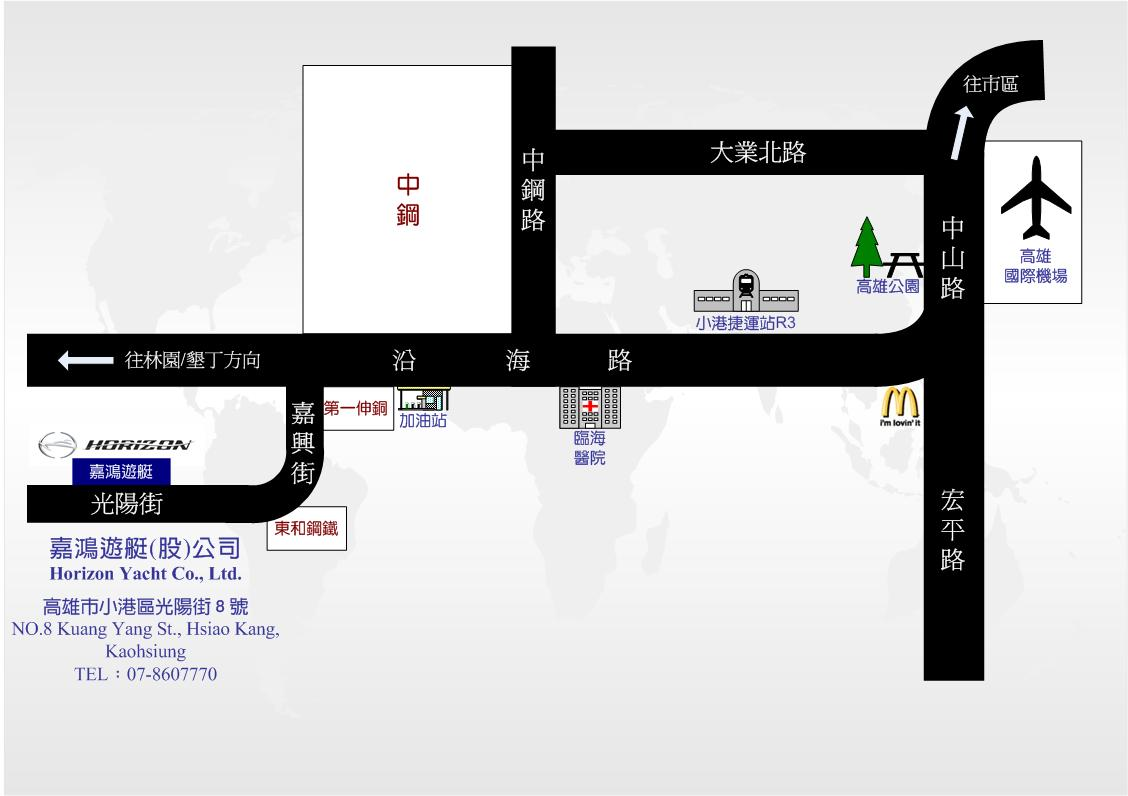 往市區
大業北路
中鋼路
中鋼
中山路
高雄
國際機場
高雄公園
小港捷運站R3
往林園/墾丁方向
沿海路
嘉興街
第一伸銅
加油站
臨海
醫院
i'm lovin' it
HORIZON
嘉鴻遊艇
光陽街
東和鋼鐵
宏平路
嘉鴻遊艇(股)公司
Horizon Yacht Co., Ltd.
高雄市小港區光陽街 8 號
NO.8 Kuang Yang St., Hsiao Kang,
Kaohsiung
TEL：07-8607770